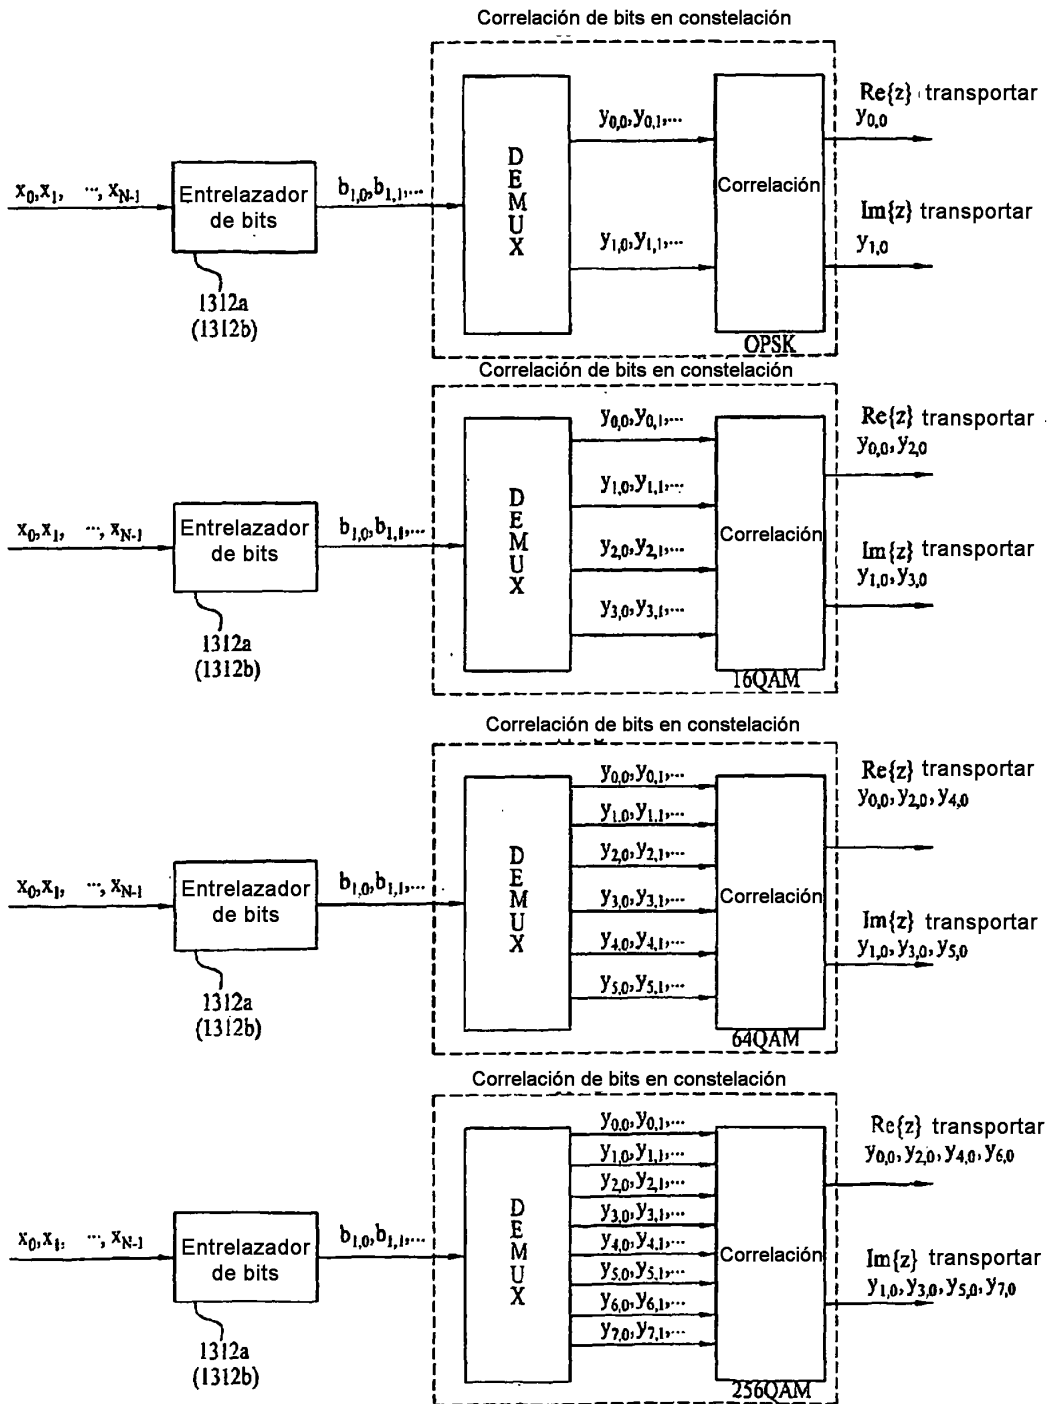 Correlación de bits en constelación
x0,x1, ..., xN-1
Entrelazador
de bits
1312a
(1312b)
b1,0,b1,1,...
DEMUX
y0,0,y0,1,...
y1,0,y1,1,...
Correlación
OPSK
Re{z} transportar
y0,0
Im{z} transportar
y1,0
Correlación de bits en constelación
x0,x1, ..., xN-1
Entrelazador
de bits
1312a
(1312b)
b1,0,b1,1,...
DEMUX
y0,0,y0,1,...
y1,0,y1,1,...
y2,0,y2,1,...
y3,0,y3,1,...
Correlación
16QAM
Re{z} transportar
y0,0,y2,0
Im{z} transportar
y1,0,y3,0
Correlación de bits en constelación
x0,x1, ..., xN-1
Entrelazador
de bits
1312a
(1312b)
b1,0,b1,1,...
DEMUX
y0,0,y0,1,...
y1,0,y1,1,...
y2,0,y2,1,...
y3,0,y3,1,...
y4,0,y4,1,...
y5,0,y5,1,...
Correlación
64QAM
Re{z} transportar
y0,0,y2,0,y4,0
Im{z} transportar
y1,0,y3,0,y5,0
Correlación de bits en constelación
x0,x1, ..., xN-1
Entrelazador
de bits
1312a
(1312b)
b1,0,b1,1,...
DEMUX
y0,0,y0,1,...
y1,0,y1,1,...
y2,0,y2,1,...
y3,0,y3,1,...
y4,0,y4,1,...
y5,0,y5,1,...
y6,0,y6,1,...
y7,0,y7,1,...
Correlación
256QAM
Re{z} transportar
y0,0,y2,0,y4,0,y6,0
Im{z} transportar
y1,0,y3,0,y5,0,y7,0